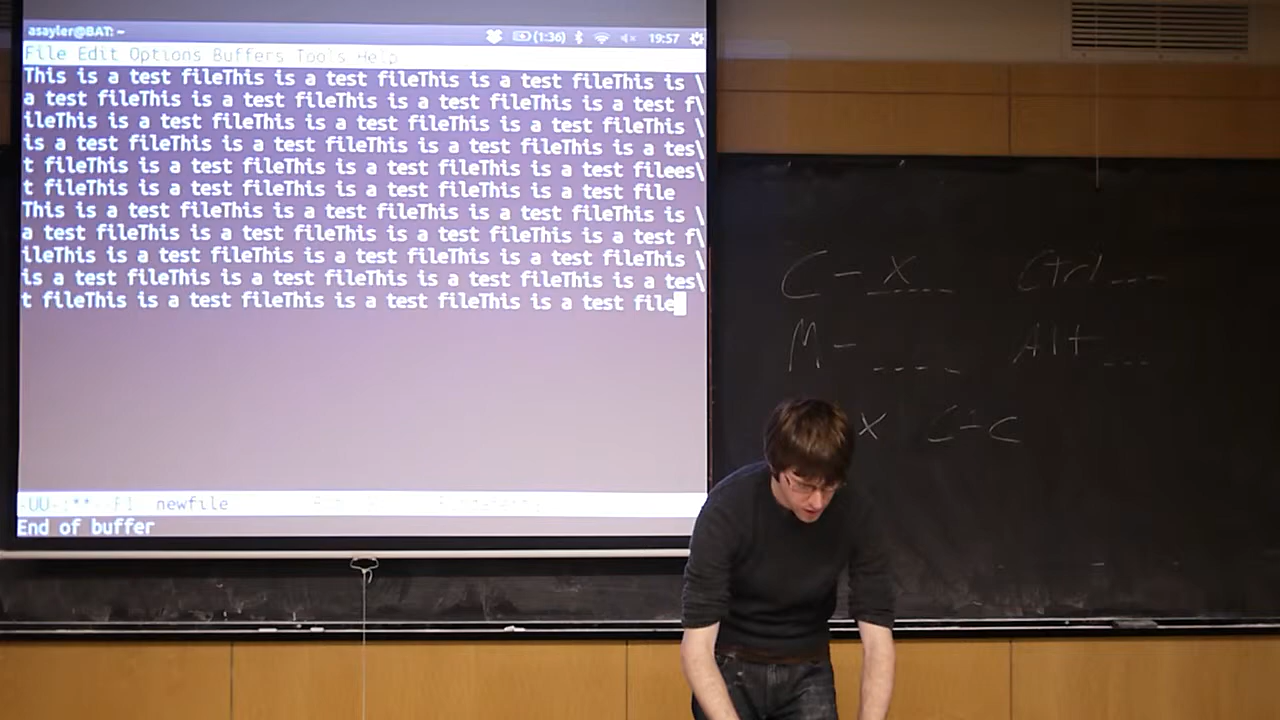 asayler@BAT: ~ (1:36) 19:57
File Edit Options Buffers Tools Help
This is a test fileThis is a test fileThis is a test fileThis is \
a test fileThis is a test fileThis is a test fileThis is a test f\
ileThis is a test fileThis is a test fileThis is a test fileThis \
is a test fileThis is a test fileThis is a test fileThis is a tes\
t fileThis is a test fileThis is a test fileThis is a test filees\
t fileThis is a test fileThis is a test fileThis is a test file
This is a test fileThis is a test fileThis is a test fileThis is \
a test fileThis is a test fileThis is a test fileThis is a test f\
ileThis is a test fileThis is a test fileThis is a test fileThis \
is a test fileThis is a test fileThis is a test fileThis is a tes\
t fileThis is a test fileThis is a test fileThis is a test file
-UU-:**--F1 newfile
End of buffer
C - x Ctrl ---
M - ---- Alt ---
x C-c